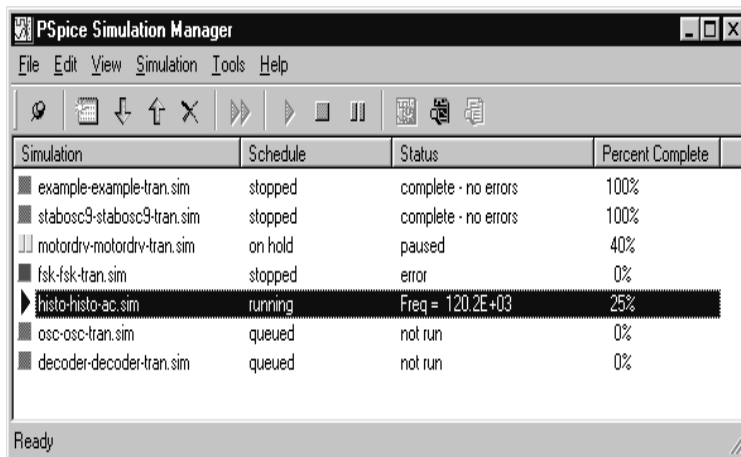 PSpice Simulation Manager
File Edit View Simulation Tools Help
Simulation Schedule Status Percent Complete
example-example-tran.sim stopped complete - no errors 100%
stabosc9-stabosc9-tran.sim stopped complete - no errors 100%
motordrv-motordrv-tran.sim on hold paused 40%
fsk-fsk-tran.sim stopped error 0%
histo-histo-ac.sim running Freq = 120.2E+03 25%
osc-osc-tran.sim queued not run 0%
decoder-decoder-tran.sim queued not run 0%
Ready